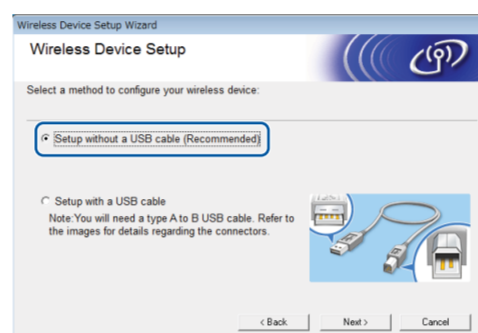 Wireless Device Setup Wizard
Wireless Device Setup
Select a method to configure your wireless device:
Setup without a USB cable (Recommended)
Setup with a USB cable
Note:You will need a type A to B USB cable. Refer to
the images for details regarding the connectors.
< Back Next > Cancel